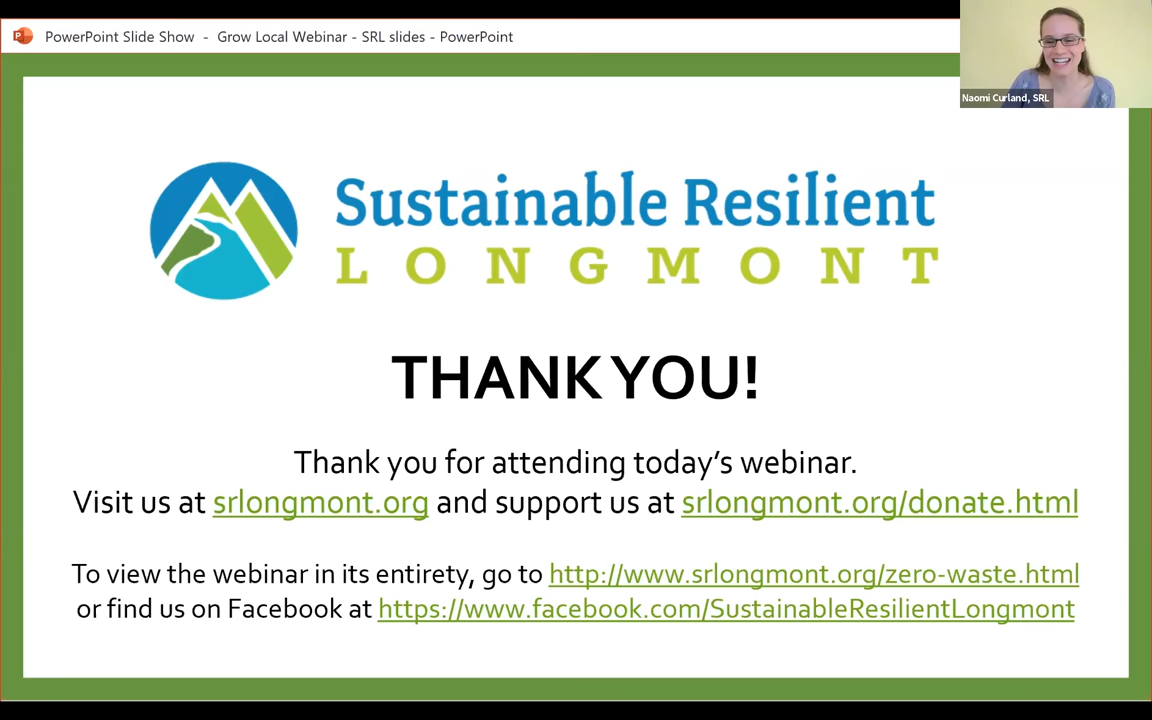 PowerPoint Slide Show - Grow Local Webinar - SRL slides - PowerPoint
Naomi Curland, SRL
Sustainable Resilient
LONGMONT
THANK YOU!
Thank you for attending today's webinar.
Visit us at srlongmont.org and support us at srlongmont.org/donate.html
To view the webinar in its entirety, go to http://www.srlongmont.org/zero-waste.html
or find us on Facebook at https://www.facebook.com/SustainableResilientLongmont